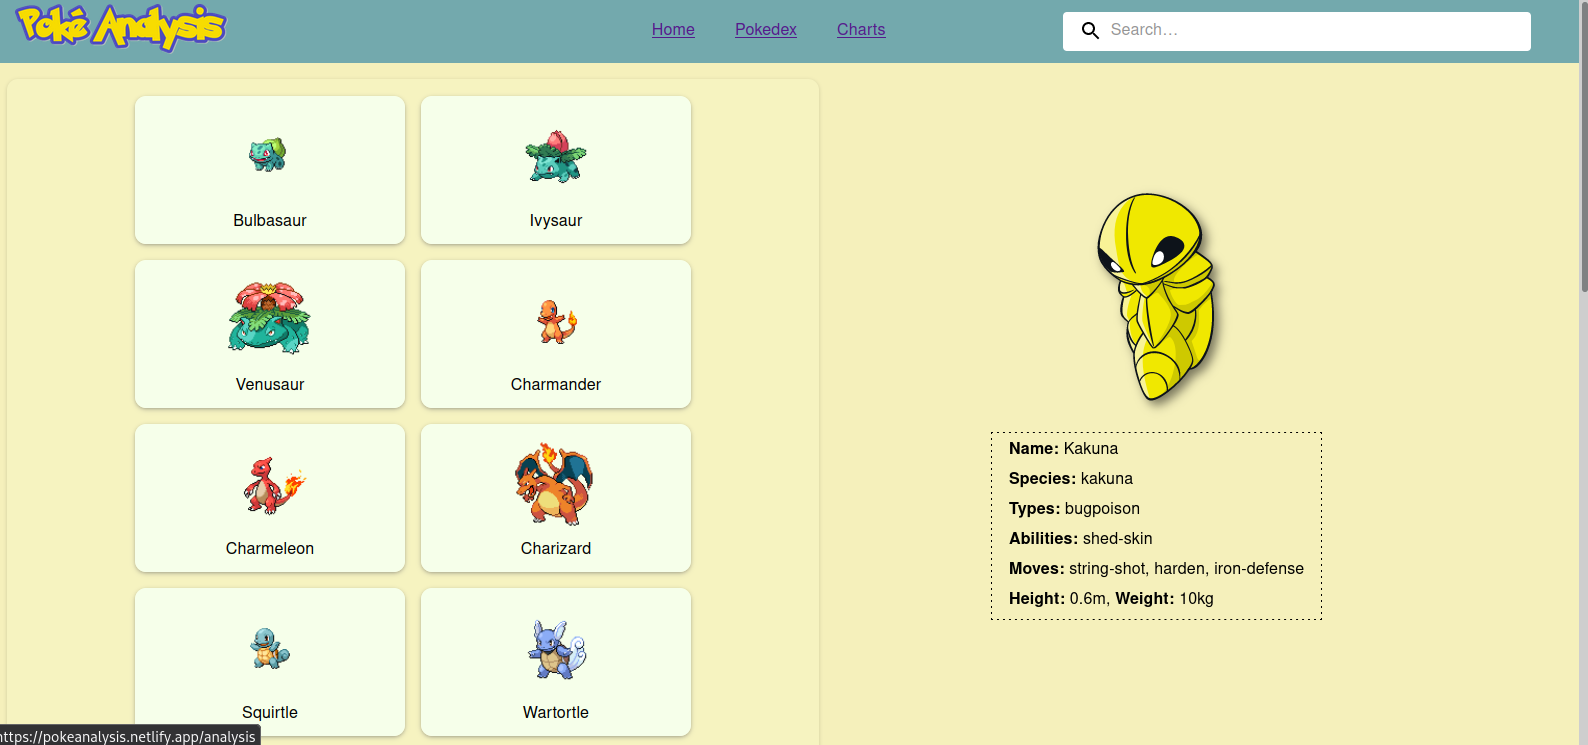 Poké Analysis
Home Pokedex Charts
Search...
Bulbasaur
Ivysaur
Venusaur
Charmander
Charmeleon
Charizard
Squirtle
Wartortle
Name: Kakuna
Species: kakuna
Types: bugpoison
Abilities: shed-skin
Moves: string-shot, harden, iron-defense
Height: 0.6m, Weight: 10kg
https://pokeanalysis.netlify.app/analysis